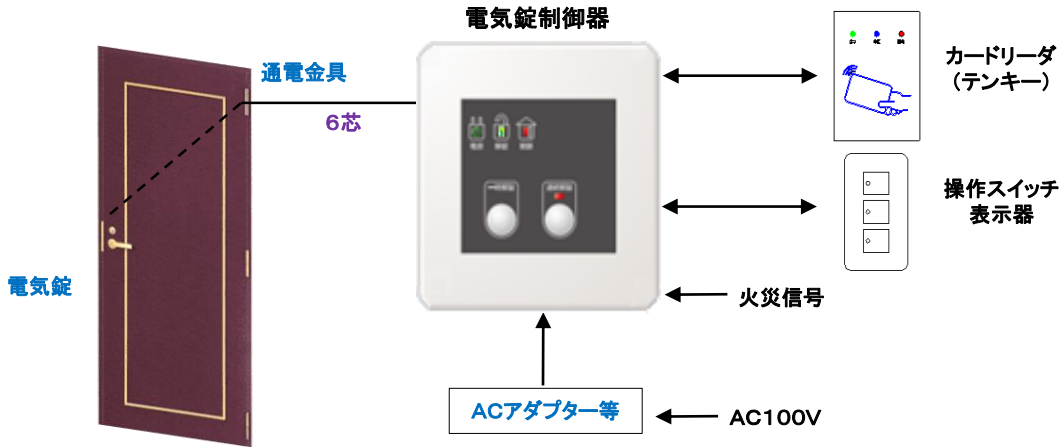 電気錠制御器
通電金具
6芯
電気錠
カードリーダ
（テンキー）
操作スイッチ
表示器
火災信号
ACアダプター等
AC100V